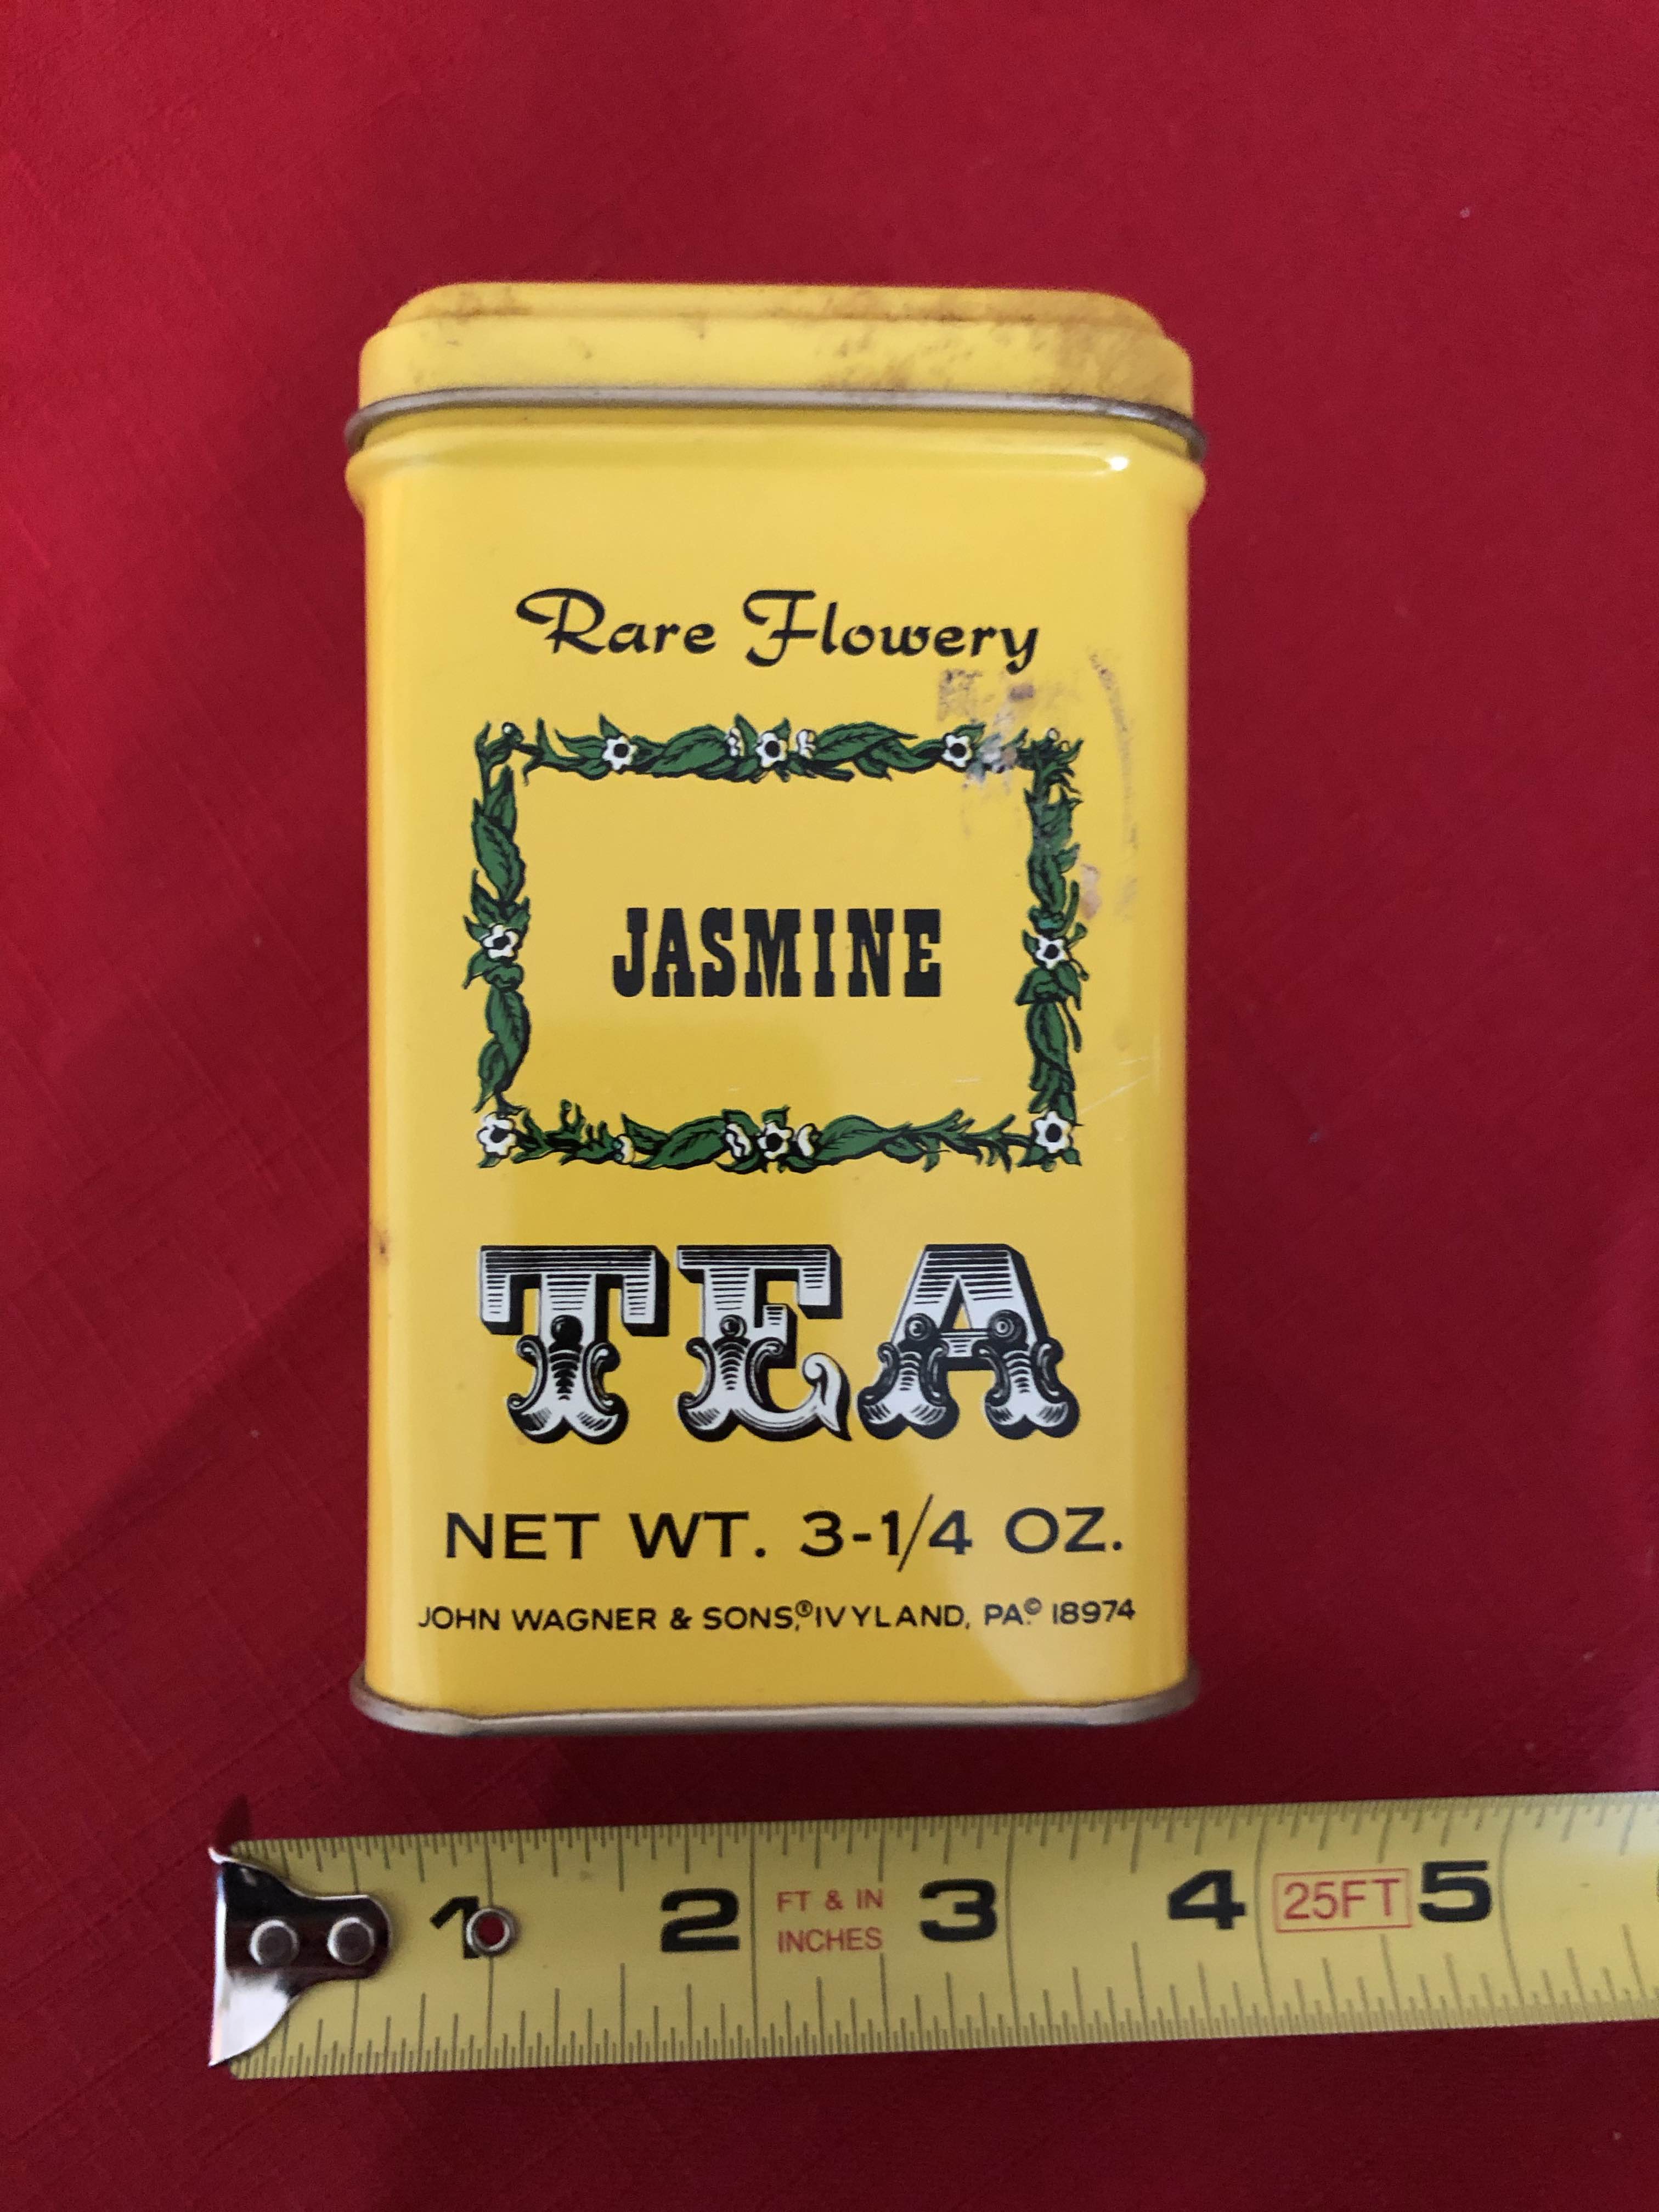 Rare Flowery
JASMINE
TEA
NET WT. 3-1/4 OZ.
JOHN WAGNER & SONS,® IVYLAND, PA.© 18974
1 2 FT & IN INCHES 3 4 25FT 5